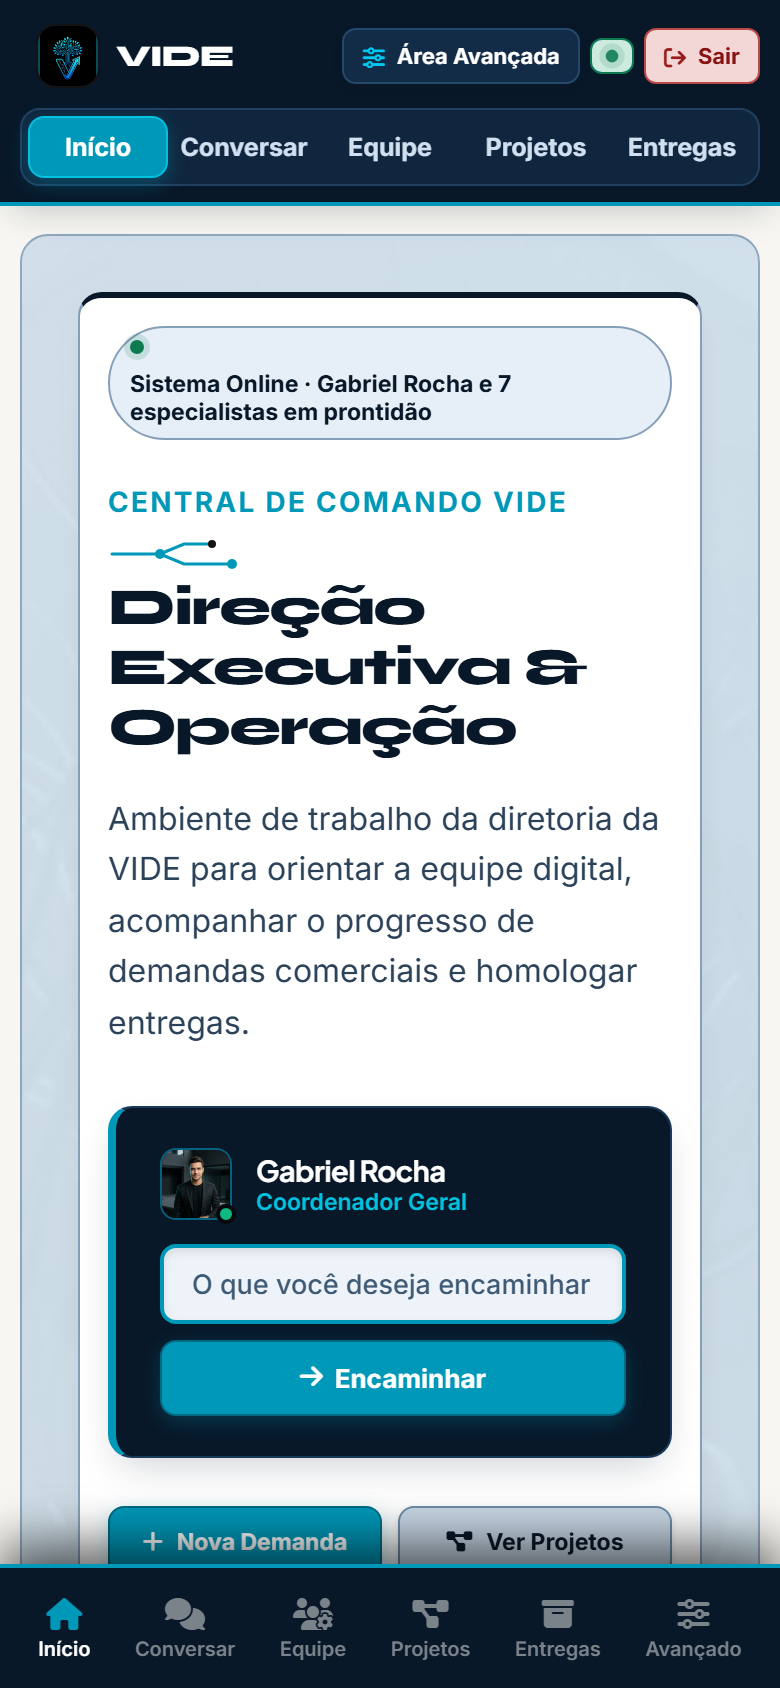 VIDE
Área Avançada
Sair
Início
Conversar
Equipe
Projetos
Entregas
Sistema Online · Gabriel Rocha e 7
especialistas em prontidão
CENTRAL DE COMANDO VIDE
Direção
Executiva &
Operação
Ambiente de trabalho da diretoria da
VIDE para orientar a equipe digital,
acompanhar o progresso de
demandas comerciais e homologar
entregas.
Gabriel Rocha
Coordenador Geral
O que você deseja encaminhar
Encaminhar
Nova Demanda
Ver Projetos
Início
Conversar
Equipe
Projetos
Entregas
Avançado